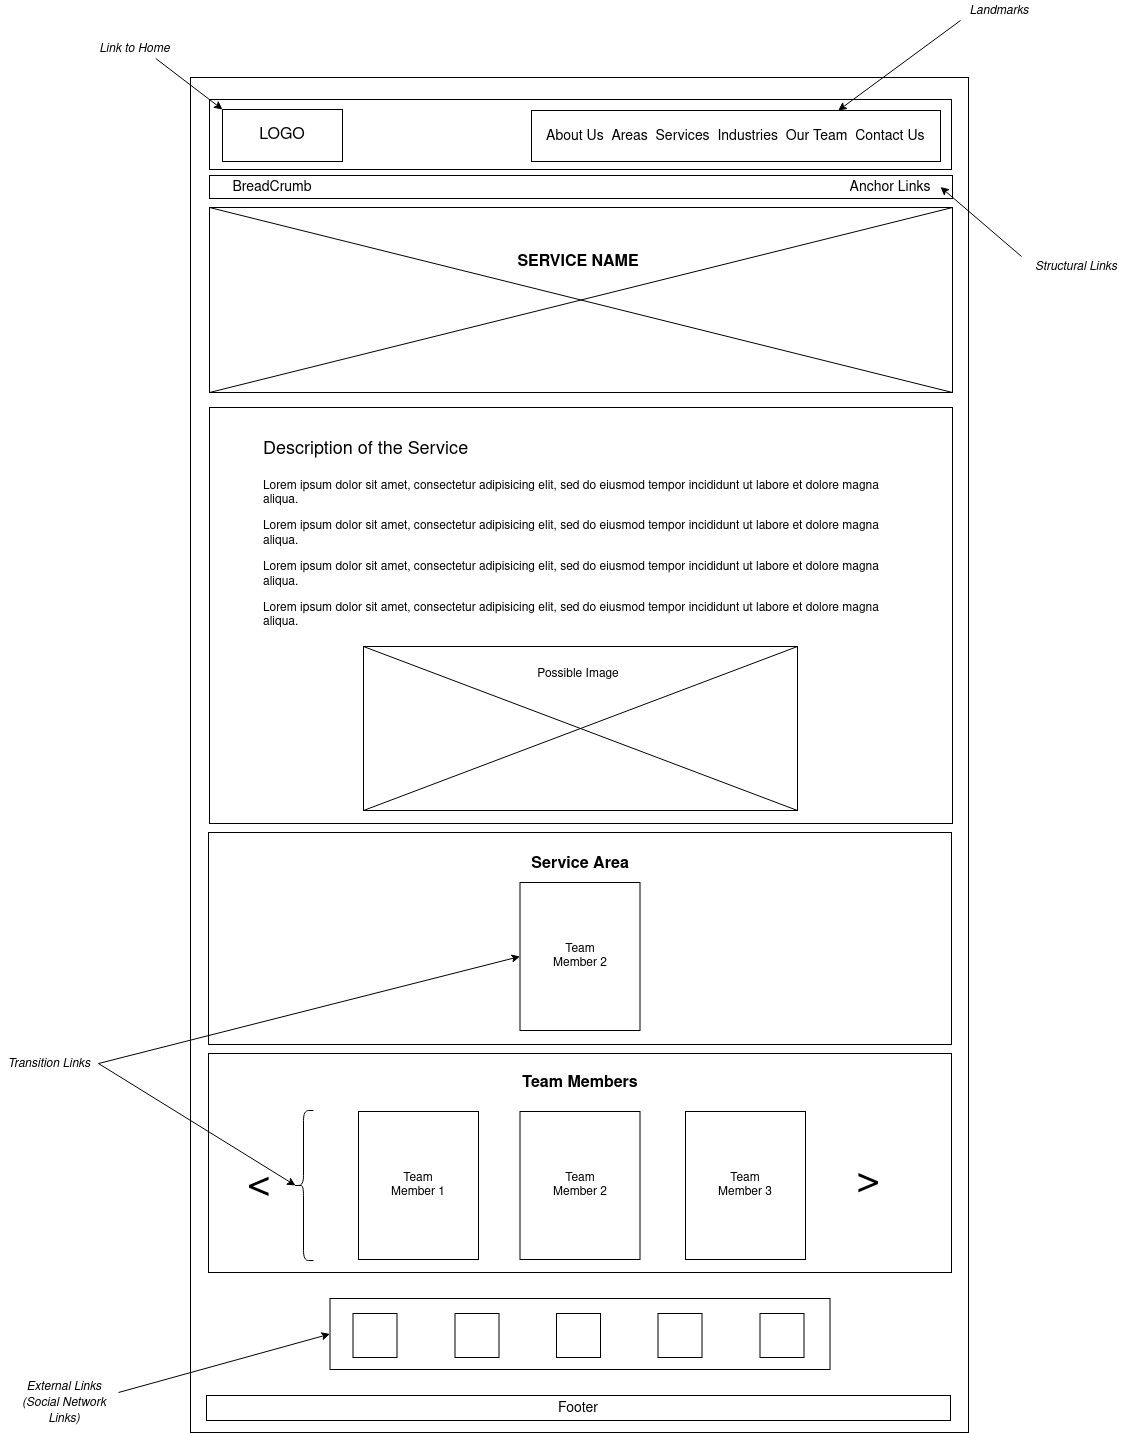 Landmarks
Link to Home
LOGO
About Us  Areas  Services  Industries  Our Team  Contact Us
BreadCrumb
Anchor Links
SERVICE NAME
Structural Links
Description of the Service
Lorem ipsum dolor sit amet, consectetur adipisicing elit, sed do eiusmod tempor incididunt ut labore et dolore magna
aliqua.
Lorem ipsum dolor sit amet, consectetur adipisicing elit, sed do eiusmod tempor incididunt ut labore et dolore magna
aliqua.
Lorem ipsum dolor sit amet, consectetur adipisicing elit, sed do eiusmod tempor incididunt ut labore et dolore magna
aliqua.
Lorem ipsum dolor sit amet, consectetur adipisicing elit, sed do eiusmod tempor incididunt ut labore et dolore magna
aliqua.
Possible Image
Service Area
Team
Member 2
Transition Links
Team Members
<
Team
Member 1
Team
Member 2
Team
Member 3
>
External Links
(Social Network
Links)
Footer